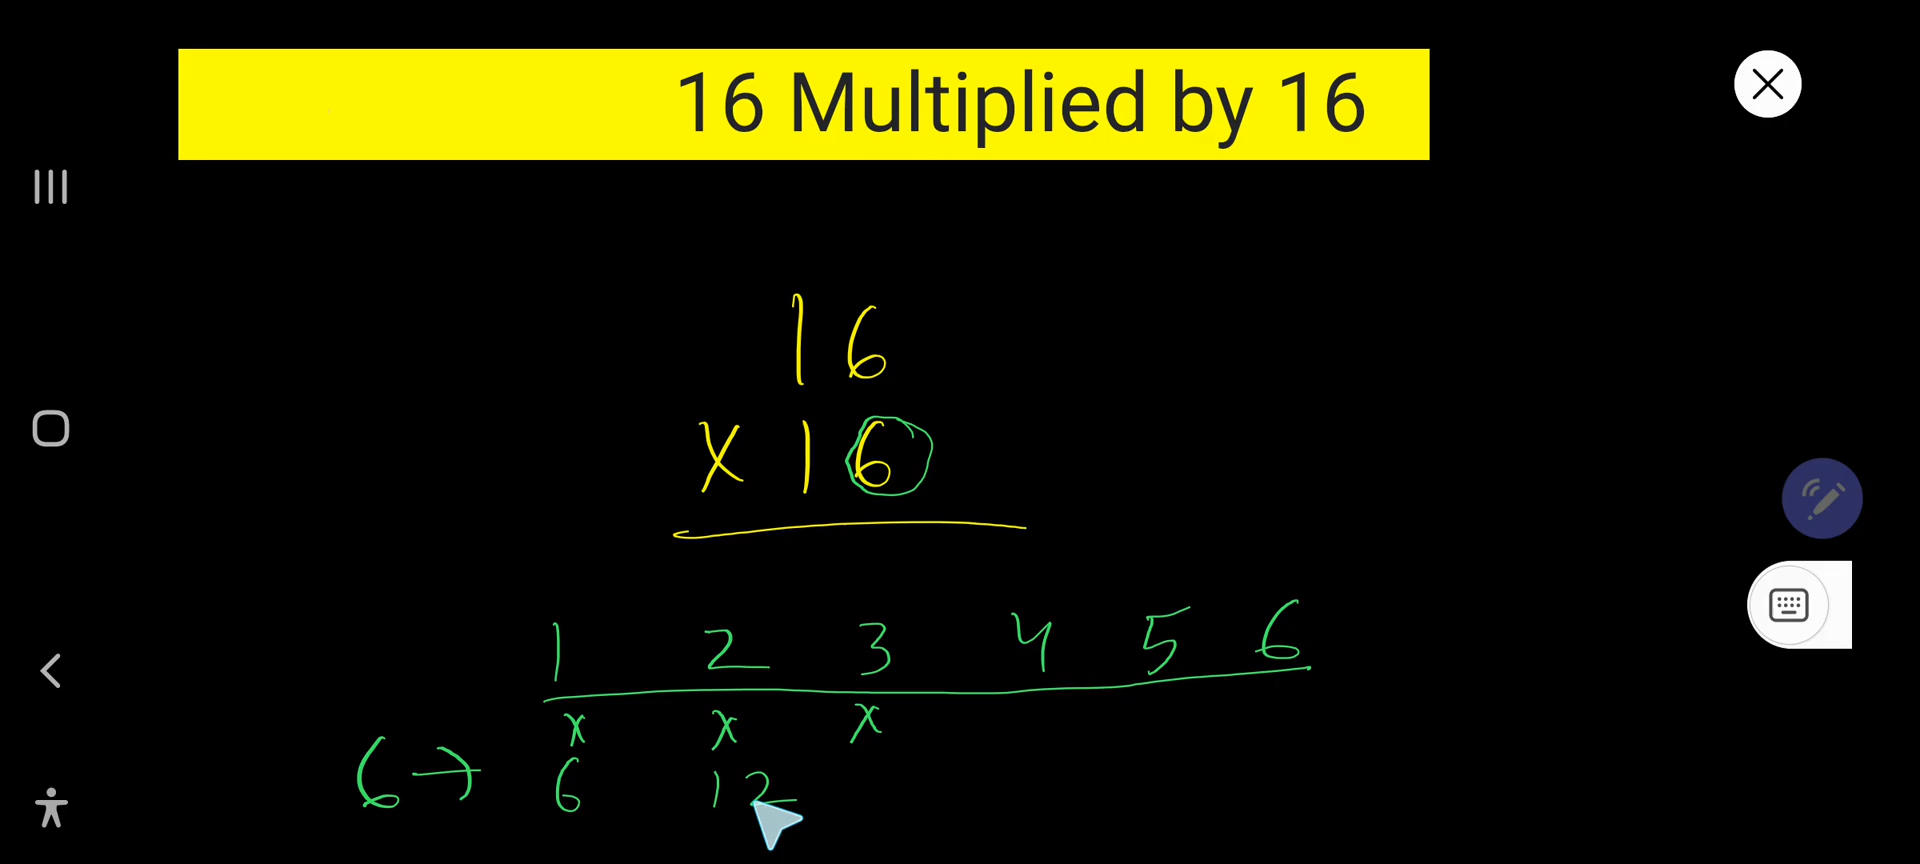 16 Multiplied by 16
16
X 16
1 2 3 4 5 6
x x x
6 → 6 12